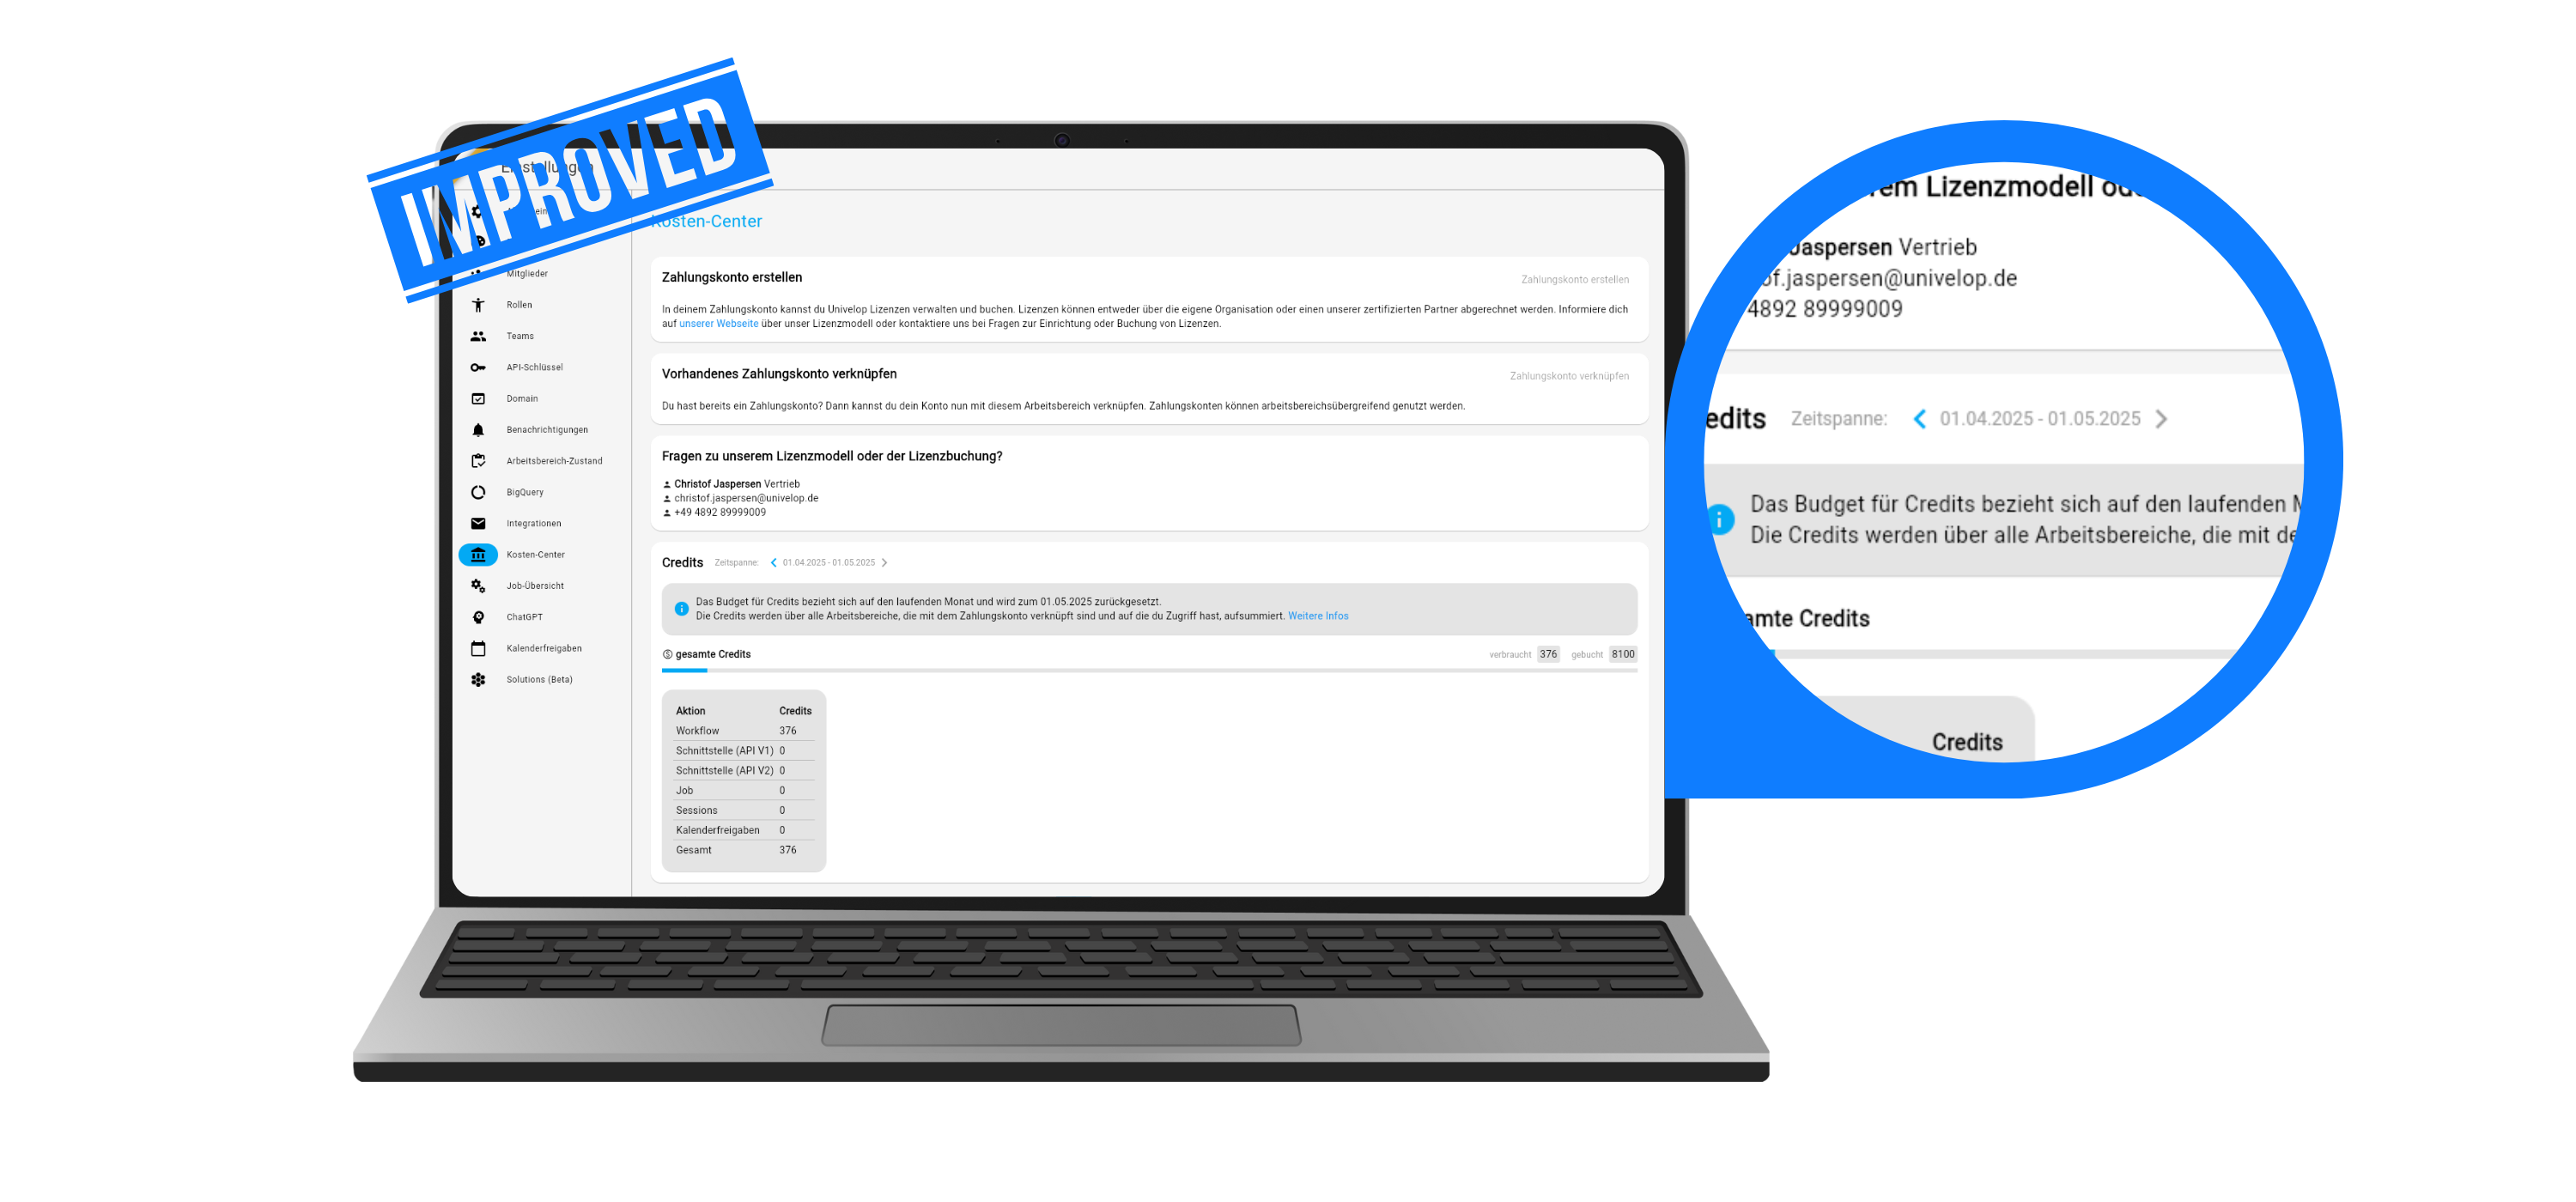 IMPROVED
Einstellungen
Kosten-Center
Mitglieder
Rollen
Teams
API-Schlüssel
Domain
Benachrichtigungen
Arbeitsbereich-Zustand
BigQuery
Integrationen
Kosten-Center
Job-Übersicht
ChatGPT
Kalenderfreigaben
Solutions (Beta)
Zahlungskonto erstellen
Zahlungskonto erstellen
In deinem Zahlungskonto kannst du Univelop Lizenzen verwalten und buchen. Lizenzen können entweder über die eigene Organisation oder einen unserer zertifizierten Partner abgerechnet werden. Informiere dich
auf unserer Webseite über unser Lizenzmodell oder kontaktiere uns bei Fragen zur Einrichtung oder Buchung von Lizenzen.
Vorhandenes Zahlungskonto verknüpfen
Zahlungskonto verknüpfen
Du hast bereits ein Zahlungskonto? Dann kannst du dein Konto nun mit diesem Arbeitsbereich verknüpfen. Zahlungskonten können arbeitsbereichsübergreifend genutzt werden.
Fragen zu unserem Lizenzmodell oder der Lizenzbuchung?
Christof Jaspersen Vertrieb
christof.jaspersen@univelop.de
+49 4892 89999009
Credits Zeitspanne: 01.04.2025 - 01.05.2025
Das Budget für Credits bezieht sich auf den laufenden Monat und wird zum 01.05.2025 zurückgesetzt.
Die Credits werden über alle Arbeitsbereiche, die mit dem Zahlungskonto verknüpft sind und auf die du Zugriff hast, aufsummiert. Weitere Infos
gesamte Credits verbraucht 376 gebucht 8100
Aktion Credits
Workflow 376
Schnittstelle (API V1) 0
Schnittstelle (API V2) 0
Job 0
Sessions 0
Kalenderfreigaben 0
Gesamt 376
em Lizenzmodell od
Jaspersen Vertrieb
of.jaspersen@univelop.de
4892 89999009
edits Zeitspanne: 01.04.2025 - 01.05.2025
Das Budget für Credits bezieht sich auf den laufenden M
Die Credits werden über alle Arbeitsbereiche, die mit de
amte Credits
Credits